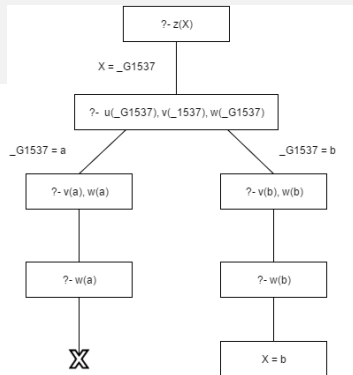 ?- z(X)
X = _G1537
?- u(_G1537), v(_1537), w(_G1537)
_G1537 = a
_G1537 = b
?- v(a), w(a)
?- v(b), w(b)
?- w(a)
?- w(b)
X
X = b